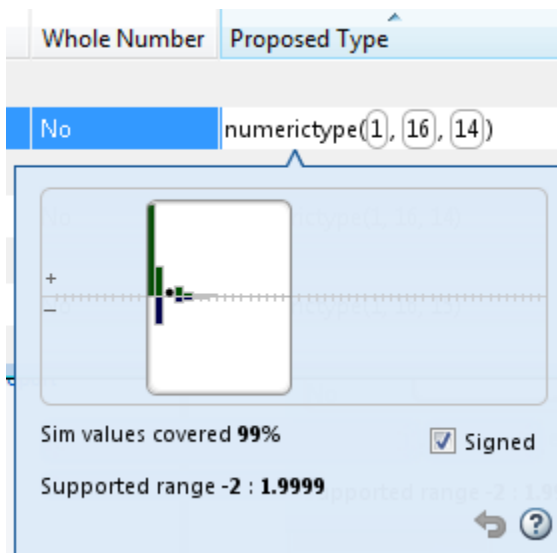 Whole Number Proposed Type
No numerictype(1, 16, 14)
+
−
Sim values covered 99%
Signed
Supported range -2 : 1.9999
?